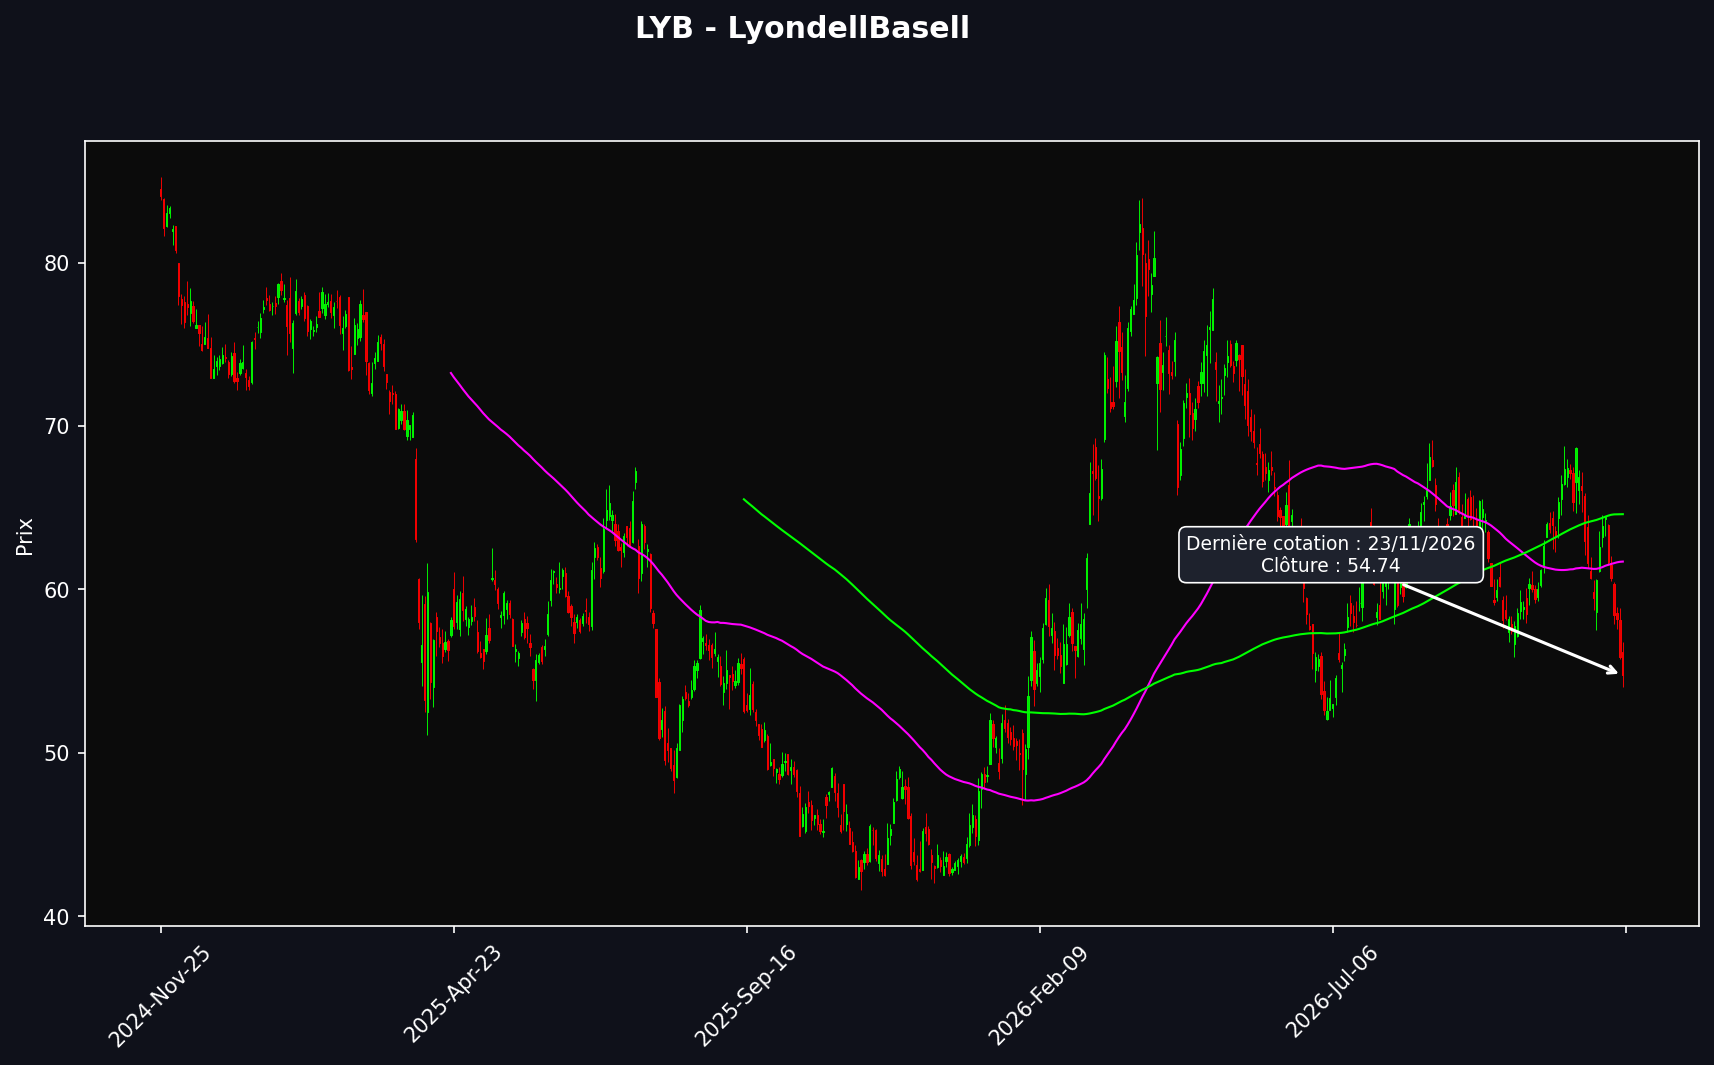 LYB - LyondellBasell
Prix
80
70
60
50
40
Dernière cotation : 23/11/2026
Clôture : 54.74
2024-Nov-25
2025-Apr-23
2025-Sep-16
2026-Feb-09
2026-Jul-06